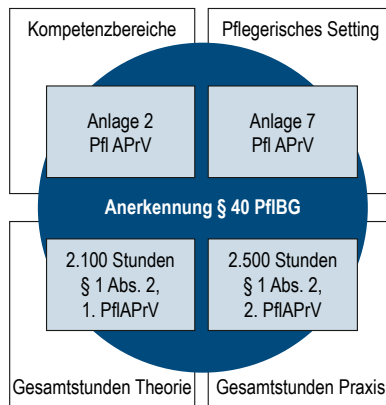 Kompetenzbereiche
Pflegerisches Setting
Anlage 2
Pfl APrV
Anlage 7
Pfl APrV
Anerkennung § 40 PflBG
2.100 Stunden
§ 1 Abs. 2,
1. PflAPrV
2.500 Stunden
§ 1 Abs. 2,
2. PflAPrV
Gesamtstunden Theorie
Gesamtstunden Praxis